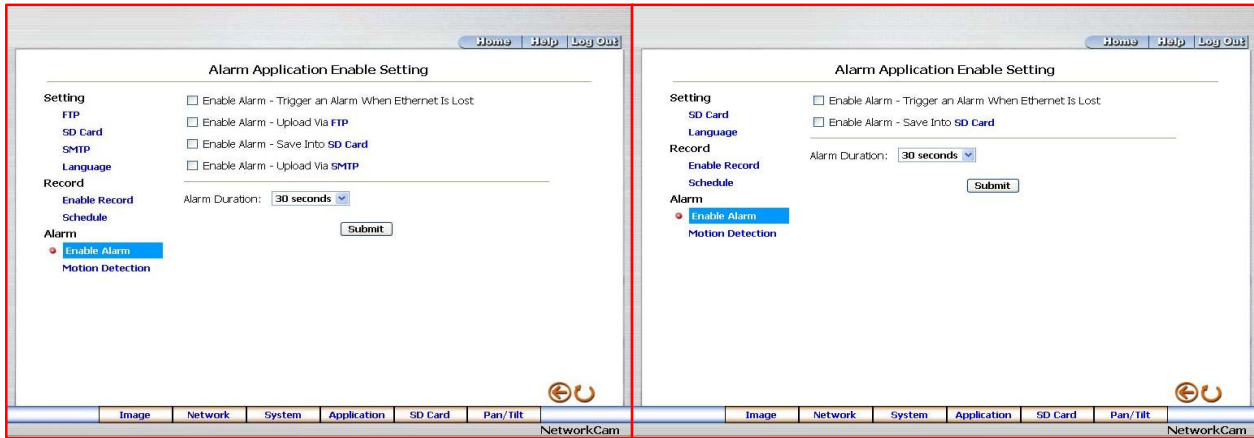 Home | Help | Log Out
Alarm Application Enable Setting
Setting
FTP
SD Card
SMTP
Language
Record
Enable Record
Schedule
Alarm
Enable Alarm
Motion Detection
Enable Alarm - Trigger an Alarm When Ethernet Is Lost
Enable Alarm - Upload Via FTP
Enable Alarm - Save Into SD Card
Enable Alarm - Upload Via SMTP
Alarm Duration: 30 seconds
Submit
Image Network System Application SD Card Pan/Tilt
NetworkCam
Home | Help | Log Out
Alarm Application Enable Setting
Setting
SD Card
Language
Record
Enable Record
Schedule
Alarm
Enable Alarm
Motion Detection
Enable Alarm - Trigger an Alarm When Ethernet Is Lost
Enable Alarm - Save Into SD Card
Alarm Duration: 30 seconds
Submit
Image Network System Application SD Card Pan/Tilt
NetworkCam